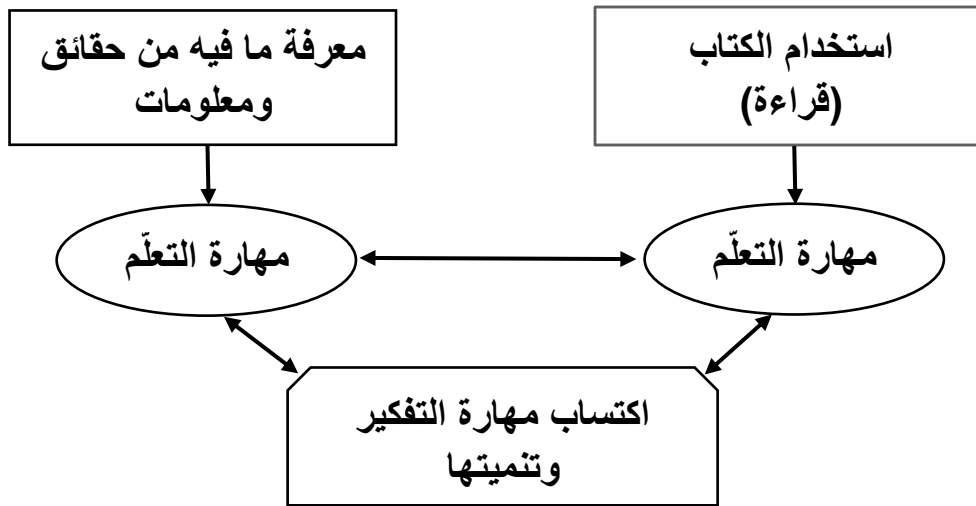 استخدام الكتاب
(قراءة)
معرفة ما فيه من حقائق
ومعلومات
مهارة التعلّم
مهارة التعلّم
اكتساب مهارة التفكير
وتنميتها